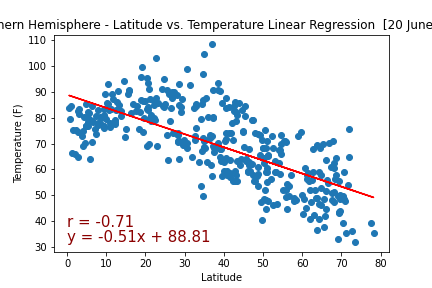 nern Hemisphere - Latitude vs. Temperature Linear Regression [20 June
110
100
90
80
70
60
50
40
30
Temperature (F)
r = -0.71
y = -0.51x + 88.81
0 10 20 30 40 50 60 70 80
Latitude